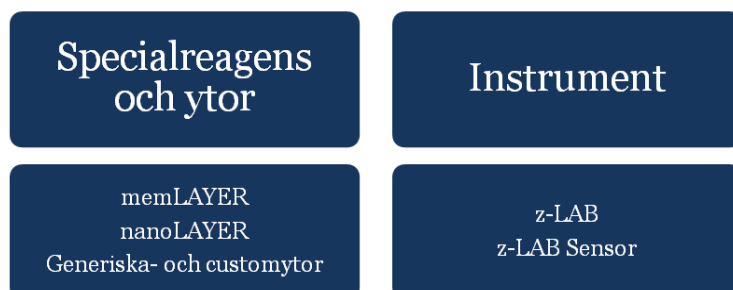 Specialreagens
och ytor
Instrument
memLAYER
nanoLAYER
Generiska- och customytor
z-LAB
z-LAB Sensor